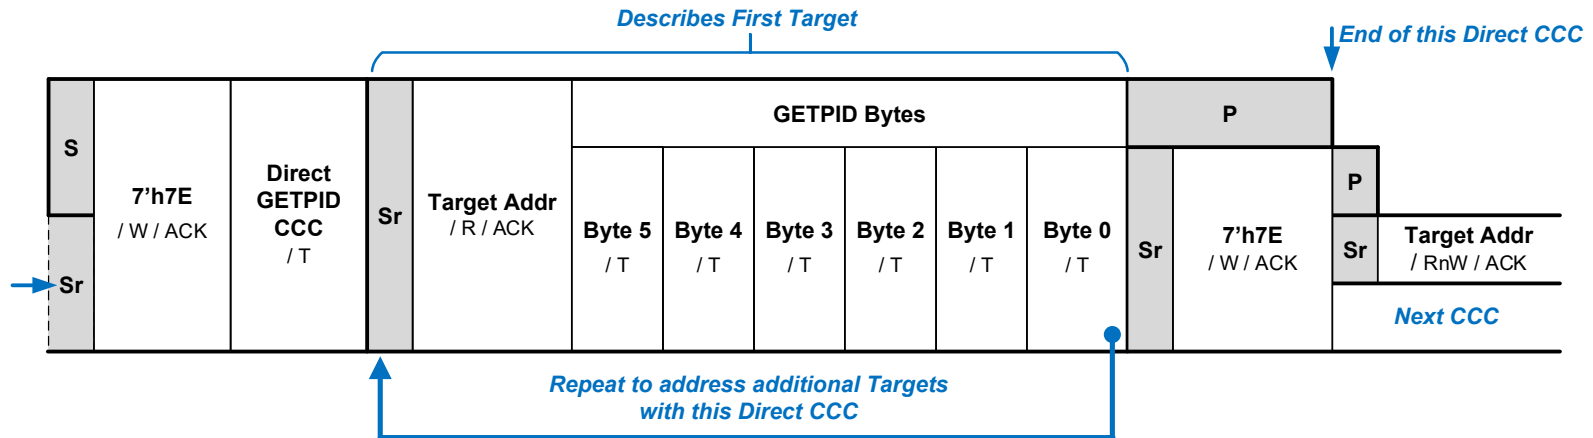 Describes First Target
End of this Direct CCC
S
Sr
7’h7E
/ W / ACK
Direct
GETPID
CCC
/ T
Sr
Target Addr
/ R / ACK
GETPID Bytes
Byte 5
/ T
Byte 4
/ T
Byte 3
/ T
Byte 2
/ T
Byte 1
/ T
Byte 0
/ T
P
Sr
7’h7E
/ W / ACK
P
Sr
Target Addr
/ RnW / ACK
Next CCC
Repeat to address additional Targets
with this Direct CCC